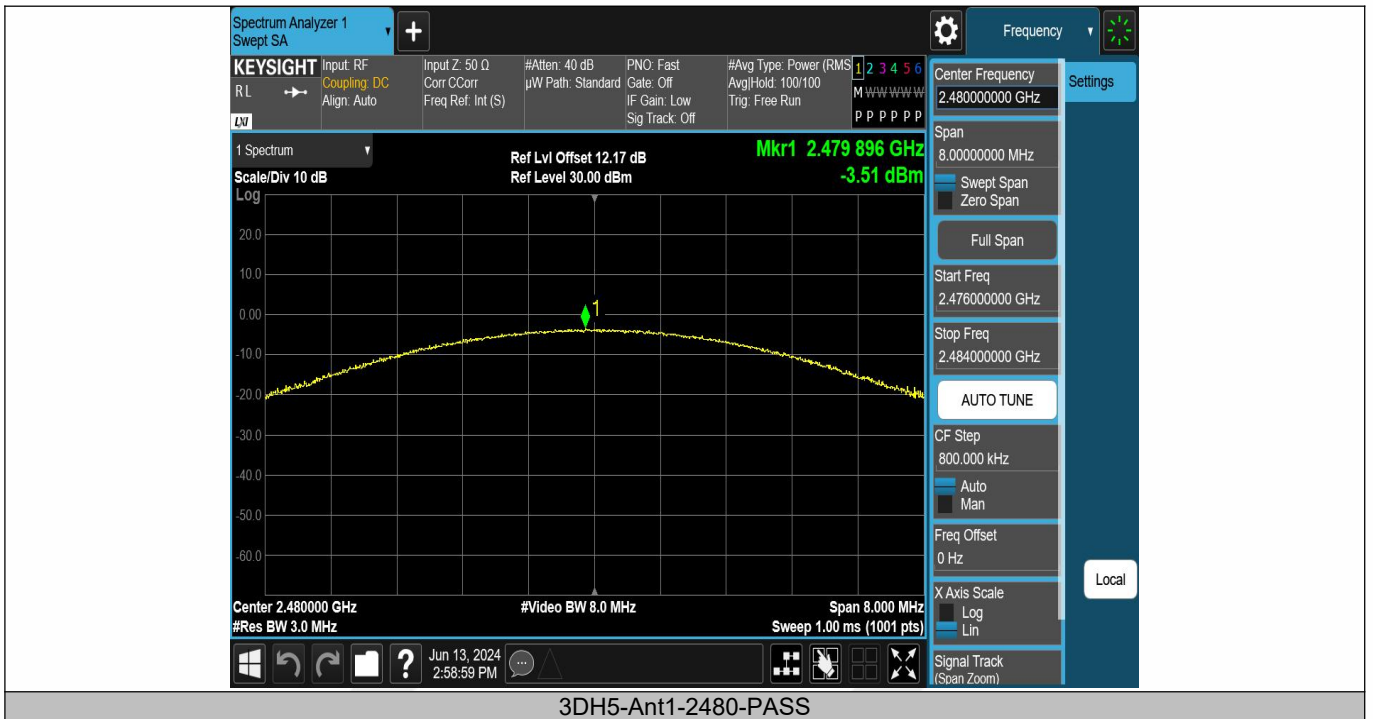 Spectrum Analyzer 1
Swept SA
+
Frequency
KEYSIGHT
RL
LXI
Input: RF
Coupling: DC
Align: Auto
Input Z: 50 Ω
Corr CCorr
Freq Ref: Int (S)
#Atten: 40 dB
µW Path: Standard
PNO: Fast
Gate: Off
IF Gain: Low
Sig Track: Off
#Avg Type: Power (RMS
Avg|Hold: 100/100
Trig: Free Run
1 2 3 4 5 6
M W W W W W
P P P P P P
1 Spectrum
Scale/Div 10 dB
Ref Lvl Offset 12.17 dB
Ref Level 30.00 dBm
Mkr1 2.479 896 GHz
-3.51 dBm
Log
20.0
10.0
0.00
-10.0
-20.0
-30.0
-40.0
-50.0
-60.0
1
Center 2.480000 GHz
#Res BW 3.0 MHz
#Video BW 8.0 MHz
Span 8.000 MHz
Sweep 1.00 ms (1001 pts)
?
Jun 13, 2024
2:58:59 PM
Center Frequency
2.480000000 GHz
Settings
Span
8.00000000 MHz
Swept Span
Zero Span
Full Span
Start Freq
2.476000000 GHz
Stop Freq
2.484000000 GHz
AUTO TUNE
CF Step
800.000 kHz
Auto
Man
Freq Offset
0 Hz
Local
X Axis Scale
Log
Lin
Signal Track
(Span Zoom)
3DH5-Ant1-2480-PASS